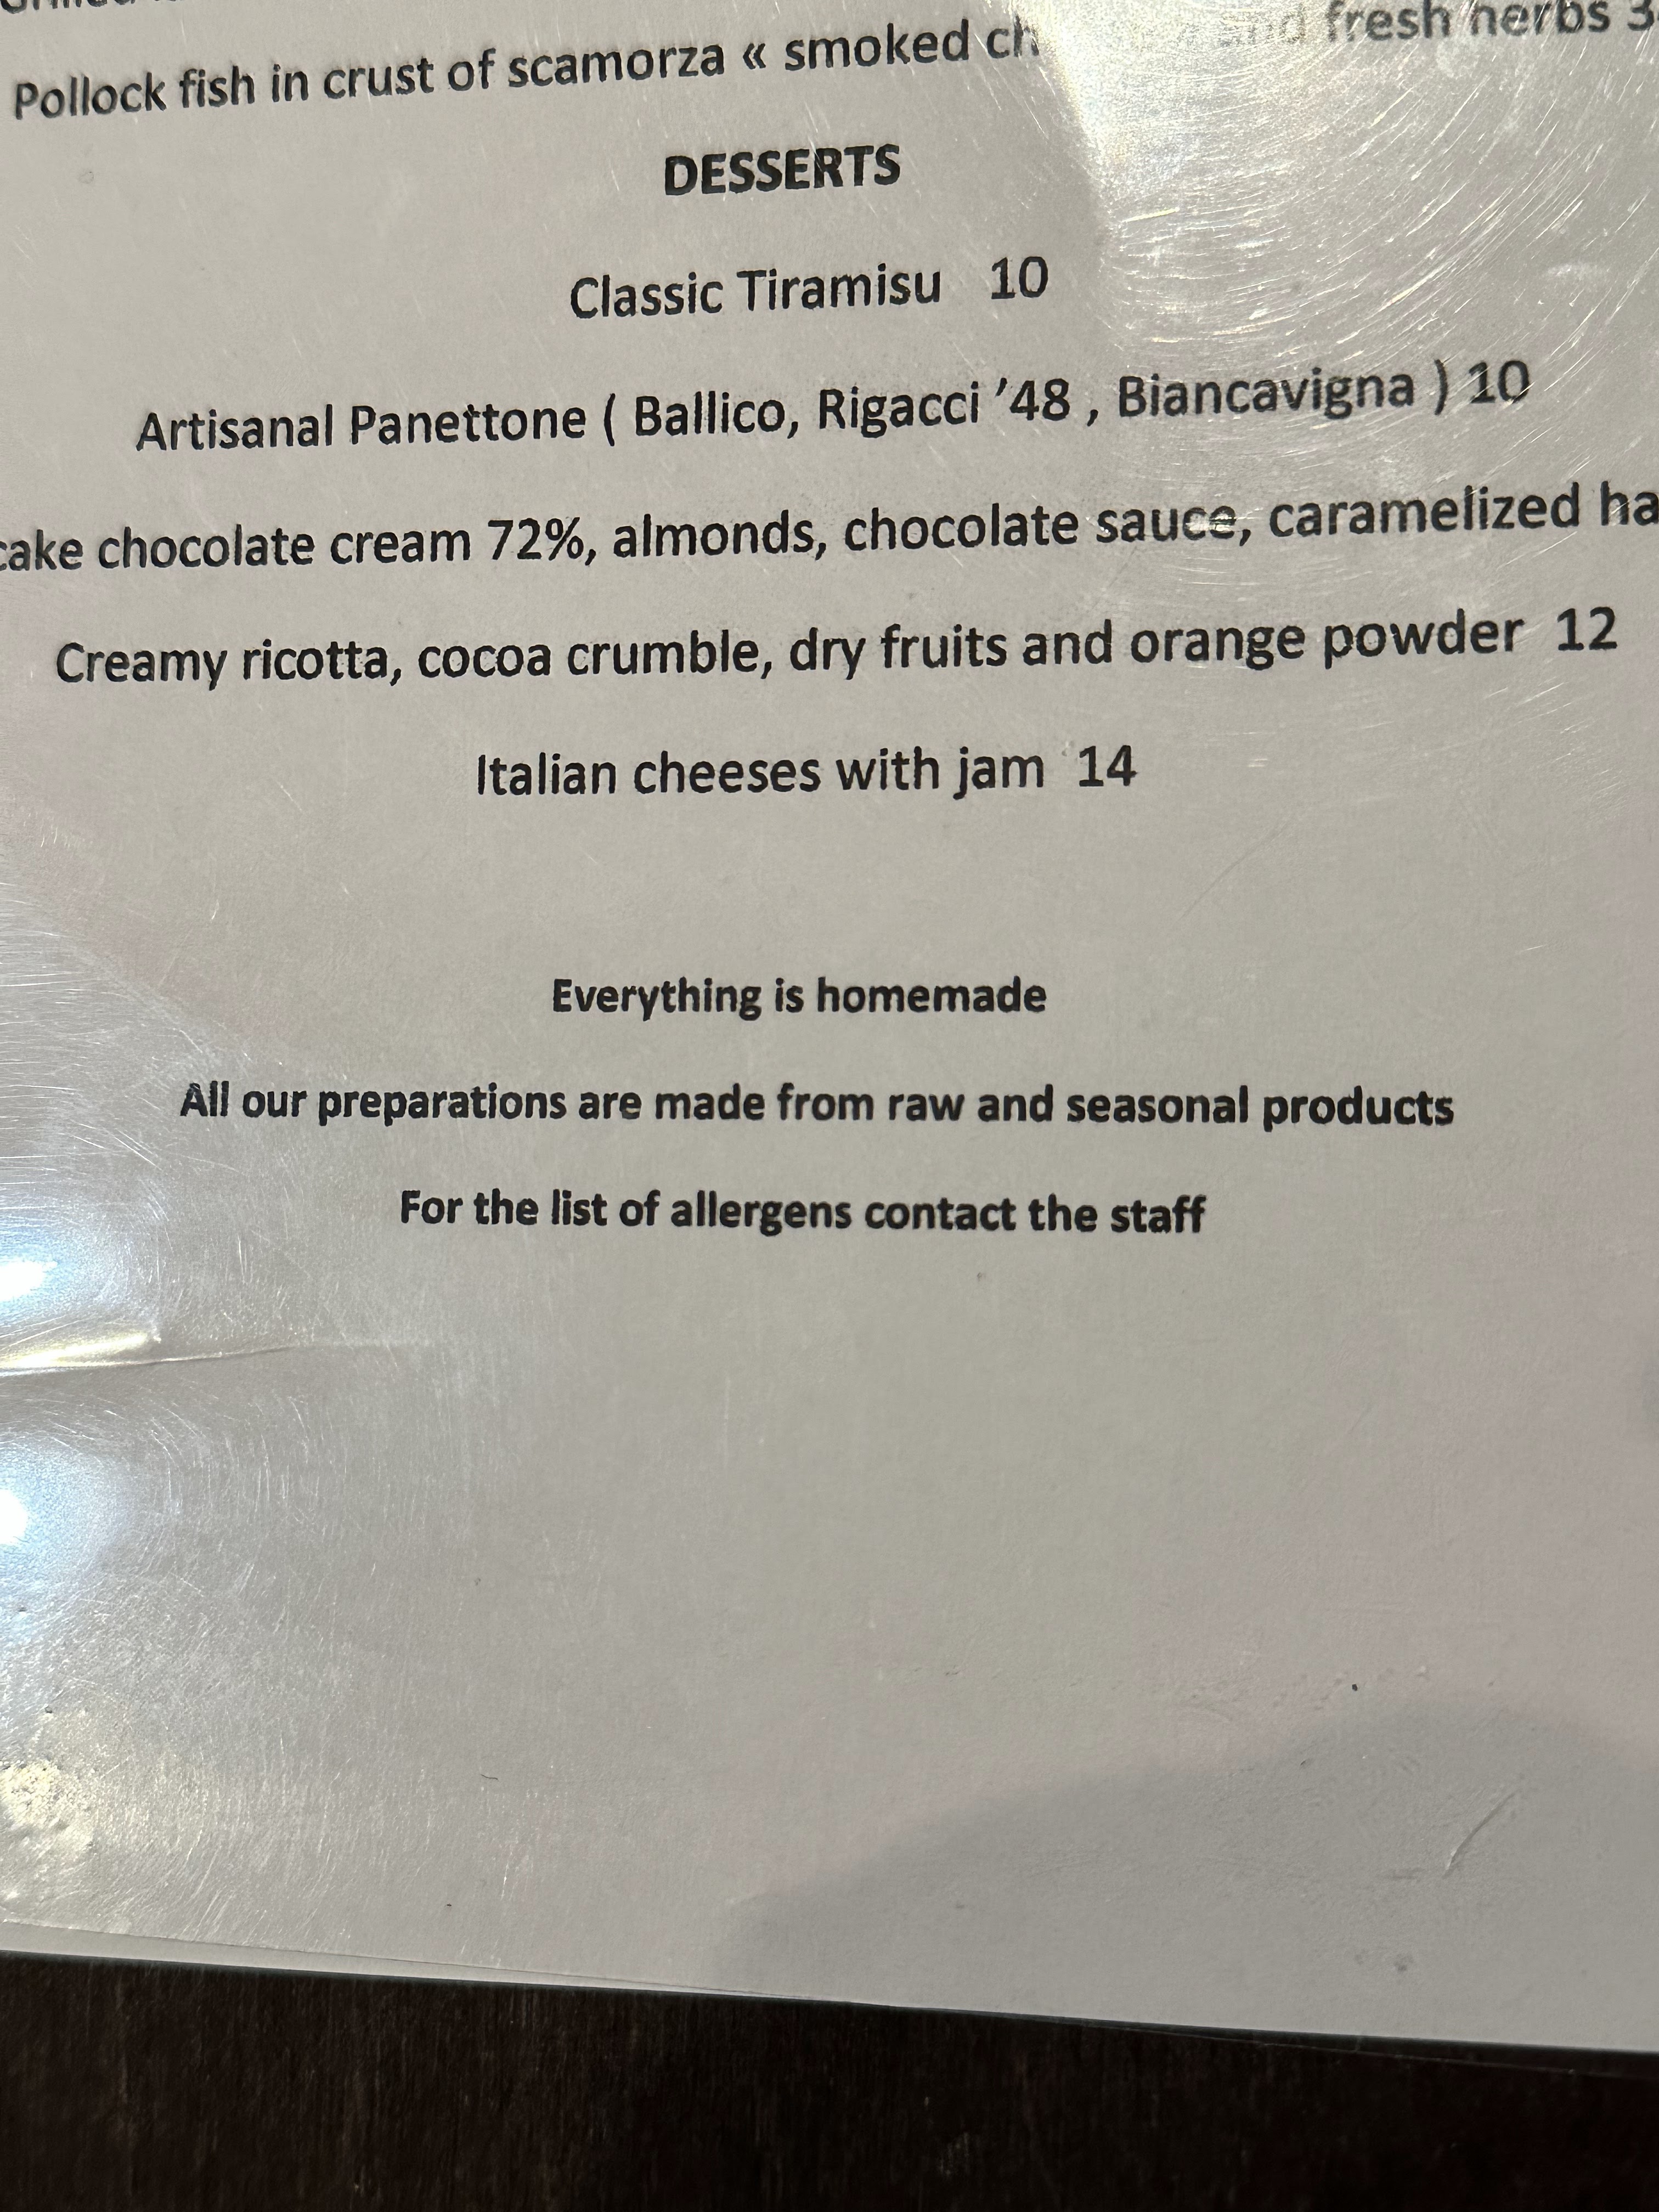 Pollock fish in crust of scamorza « smoked and fresh herbs
DESSERTS
Classic Tiramisu 10
Artisanal Panettone ( Ballico, Rigacci ’48 , Biancavigna ) 10
cake chocolate cream 72%, almonds, chocolate sauce, caramelized
Creamy ricotta, cocoa crumble, dry fruits and orange powder 12
Italian cheeses with jam 14
Everything is homemade
All our preparations are made from raw and seasonal products
For the list of allergens contact the staff